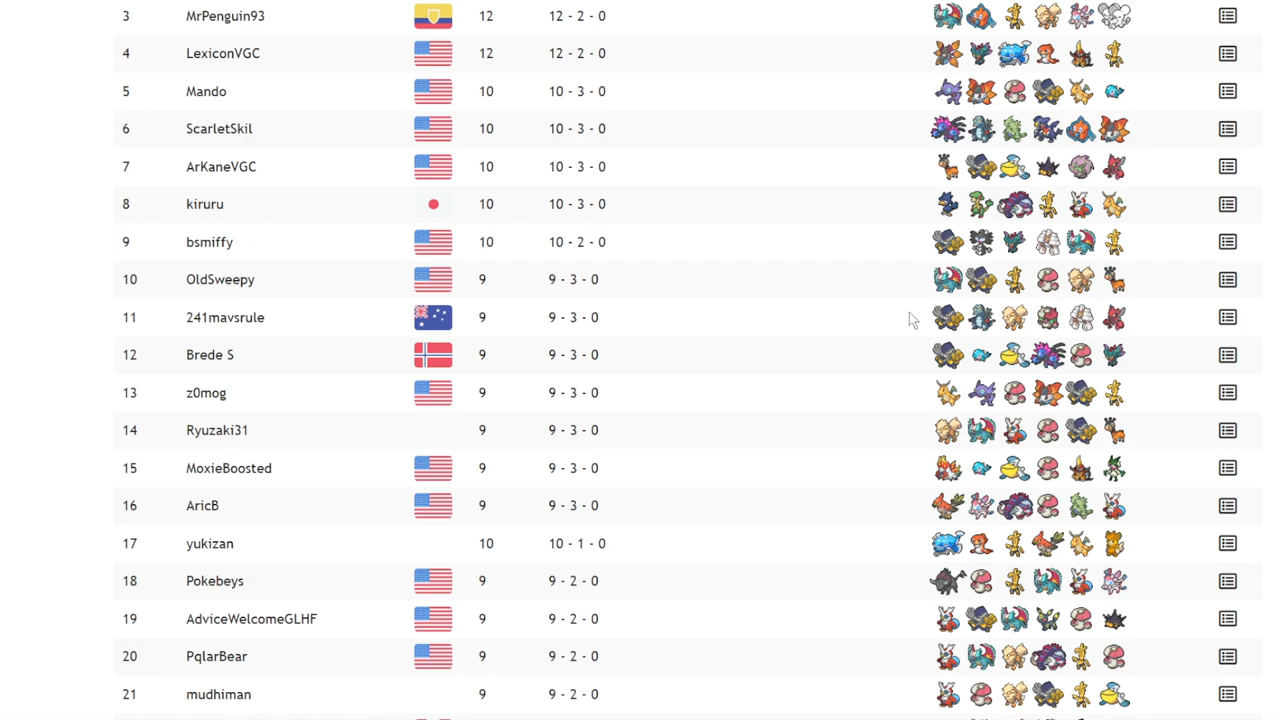 3 MrPenguin93 12 12 - 2 - 0
4 LexiconVGC 12 12 - 2 - 0
5 Mando 10 10 - 3 - 0
6 ScarletSkil 10 10 - 3 - 0
7 ArKaneVGC 10 10 - 3 - 0
8 kiruru 10 10 - 3 - 0
9 bsmiffy 10 10 - 2 - 0
10 OldSweepy 9 9 - 3 - 0
11 241mavsrule 9 9 - 3 - 0
12 Brede S 9 9 - 3 - 0
13 z0mog 9 9 - 3 - 0
14 Ryuzaki31 9 9 - 3 - 0
15 MoxieBoosted 9 9 - 3 - 0
16 AricB 9 9 - 3 - 0
17 yukizan 10 10 - 1 - 0
18 Pokebeys 9 9 - 2 - 0
19 AdviceWelcomeGLHF 9 9 - 2 - 0
20 PqlarBear 9 9 - 2 - 0
21 mudhiman 9 9 - 2 - 0